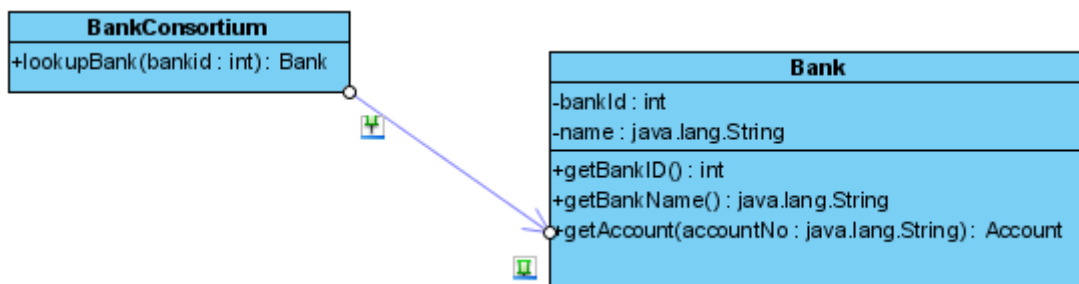 BankConsortium
+lookupBank(bankid : int) : Bank
Bank
-bankId : int
-name : java.lang.String
+getBankID() : int
+getBankName() : java.lang.String
+getAccount(accountNo : java.lang.String) : Account